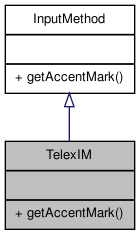 InputMethod
+ getAccentMark()
TelexIM
+ getAccentMark()